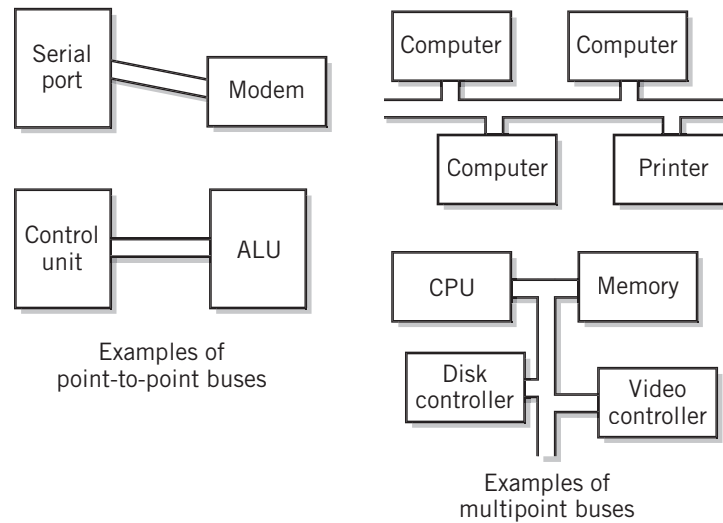 Serial
port
Modem
Control
unit
ALU
Examples of
point-to-point buses
Computer
Computer
Computer
Printer
CPU
Memory
Disk
controller
Video
controller
Examples of
multipoint buses